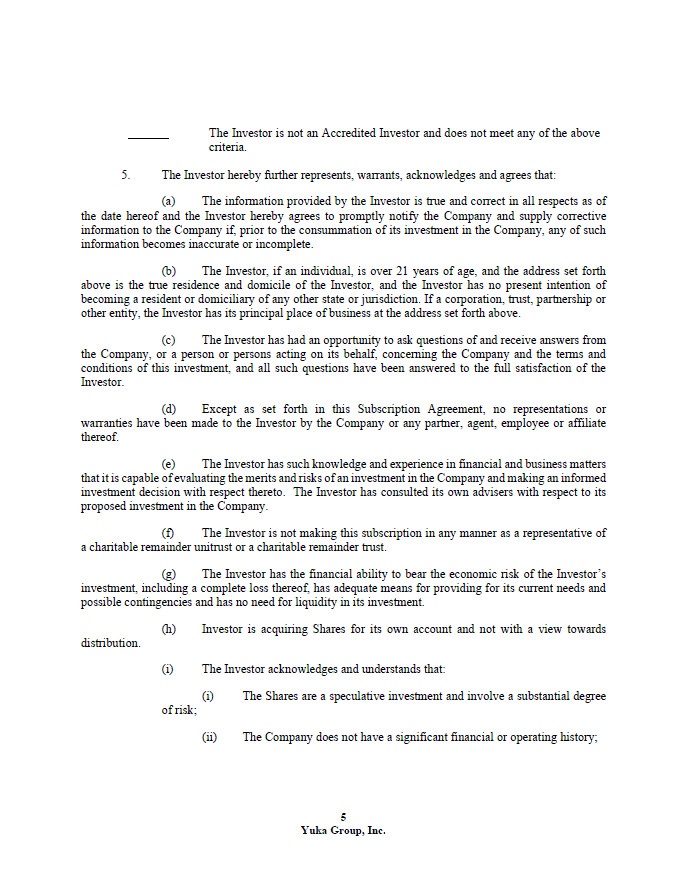 ______ The Investor is not an Accredited Investor and does not meet any of the above
criteria.
5. The Investor hereby further represents, warrants, acknowledges and agrees that:
(a) The information provided by the Investor is true and correct in all respects as of
the date hereof and the Investor hereby agrees to promptly notify the Company and supply corrective
information to the Company if, prior to the consummation of its investment in the Company, any of such
information becomes inaccurate or incomplete.
(b) The Investor, if an individual, is over 21 years of age, and the address set forth
above is the true residence and domicile of the Investor, and the Investor has no present intention of
becoming a resident or domiciliary of any other state or jurisdiction. If a corporation, trust, partnership or
other entity, the Investor has its principal place of business at the address set forth above.
(c) The Investor has had an opportunity to ask questions of and receive answers from
the Company, or a person or persons acting on its behalf, concerning the Company and the terms and
conditions of this investment, and all such questions have been answered to the full satisfaction of the
Investor.
(d) Except as set forth in this Subscription Agreement, no representations or
warranties have been made to the Investor by the Company or any partner, agent, employee or affiliate
thereof.
(e) The Investor has such knowledge and experience in financial and business matters
that it is capable of evaluating the merits and risks of an investment in the Company and making an informed
investment decision with respect thereto. The Investor has consulted its own advisers with respect to its
proposed investment in the Company.
(f) The Investor is not making this subscription in any manner as a representative of
a charitable remainder unitrust or a charitable remainder trust.
(g) The Investor has the financial ability to bear the economic risk of the Investor's
investment, including a complete loss thereof, has adequate means for providing for its current needs and
possible contingencies and has no need for liquidity in its investment.
(h) Investor is acquiring Shares for its own account and not with a view towards
distribution.
(i) The Investor acknowledges and understands that:
(i) The Shares are a speculative investment and involve a substantial degree
of risk;
(ii) The Company does not have a significant financial or operating history;
5
Yuka Group, Inc.